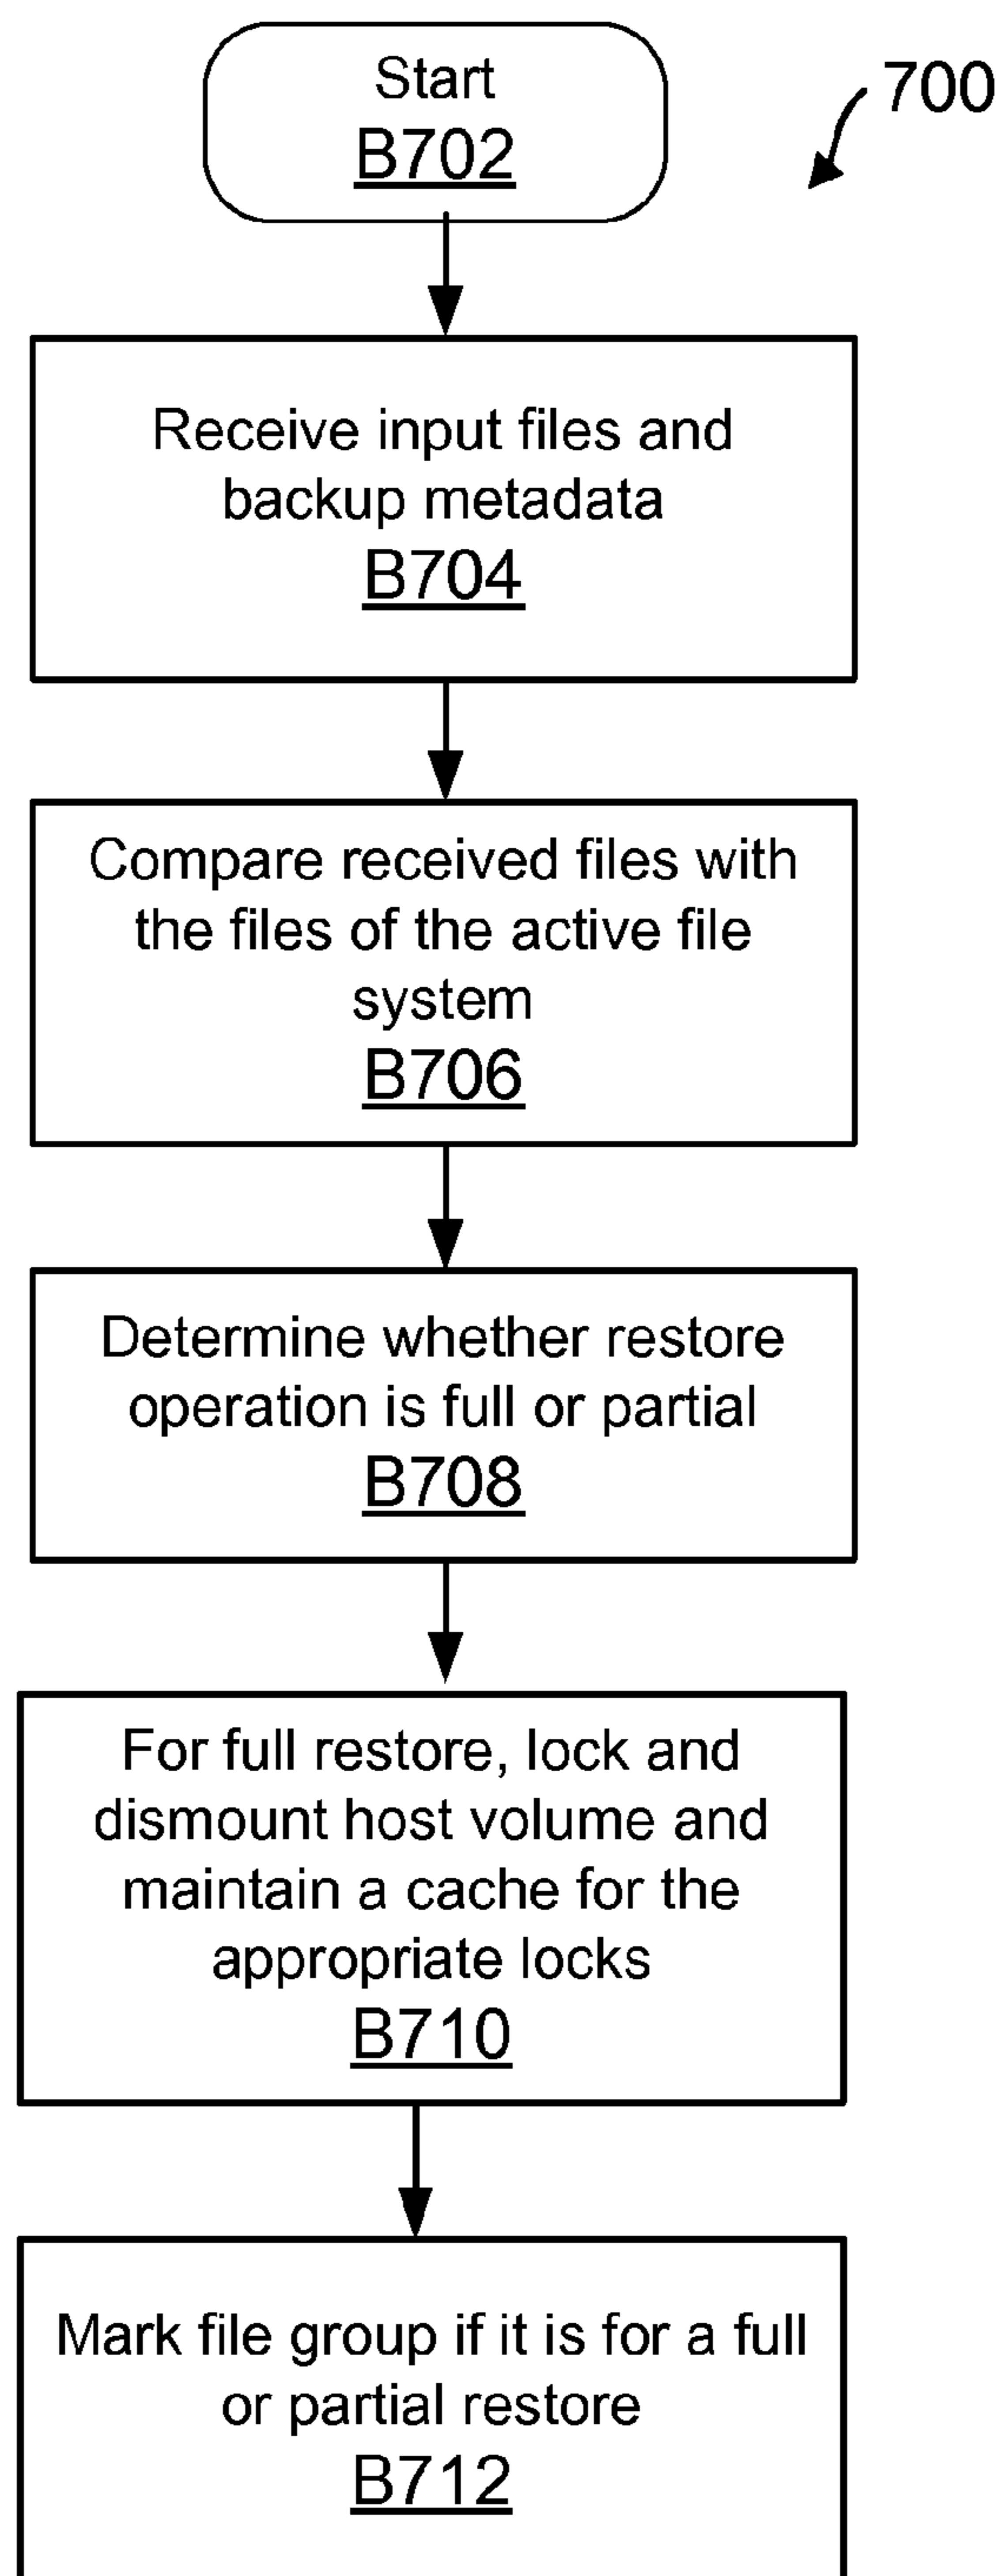 Start
B702
700
Receive input files and
backup metadata
B704
Compare received files with
the files of the active file
system
B706
Determine whether restore
operation is full or partial
B708
For full restore, lock and
dismount host volume and
maintain a cache for the
appropriate locks
B710
Mark file group if it is for a full
or partial restore
B712